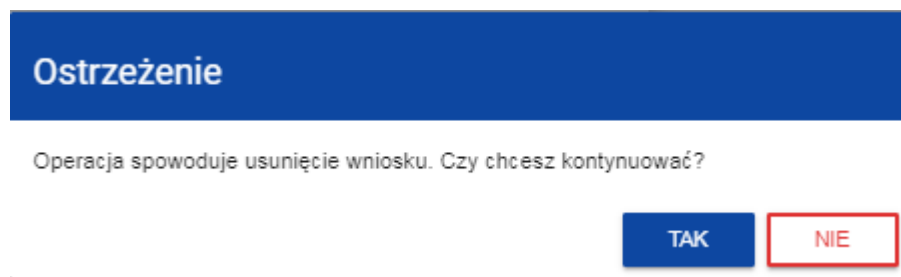 Ostrzeżenie
Operacja spowoduje usunięcie wniosku. Czy chcesz kontynuować?
TAK NIE